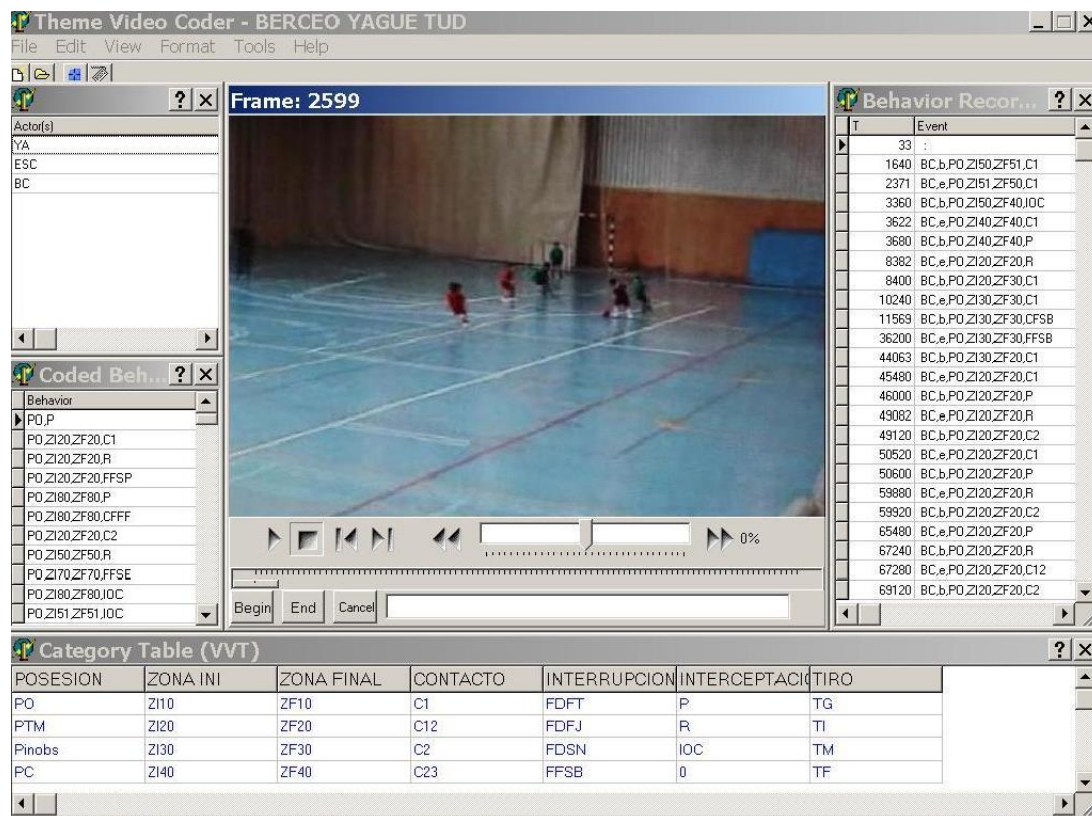 Theme Video Coder - BERCEO YAGUE TUD
File Edit View Format Tools Help
Actor(s)
YA
ESC
BC
Coded Beh...
Behavior
PO,P
PO,ZI20,ZF20,C1
PO,ZI20,ZF20,R
PO,ZI20,ZF20,FFSP
PO,ZI80,ZF80,P
PO,ZI80,ZF80,CFFF
PO,ZI20,ZF20,C2
PO,ZI50,ZF50,R
PO,ZI70,ZF70,FFSE
PO,ZI80,ZF80,IOC
PO,ZI51,ZF51,IOC
Frame: 2599
0%
Begin End Cancel
Behavior Recor...
T Event
33 :
1640 BC,b,PO,ZI50,ZF51,C1
2371 BC,e,PO,ZI51,ZF50,C1
3360 BC,b,PO,ZI50,ZF40,IOC
3622 BC,e,PO,ZI40,ZF40,C1
3680 BC,b,PO,ZI40,ZF40,P
8382 BC,e,PO,ZI20,ZF20,R
8400 BC,b,PO,ZI20,ZF30,C1
10240 BC,e,PO,ZI30,ZF30,C1
11569 BC,b,PO,ZI30,ZF30,CFSB
36200 BC,e,PO,ZI30,ZF30,FFSB
44063 BC,b,PO,ZI30,ZF20,C1
45480 BC,e,PO,ZI20,ZF20,C1
46000 BC,b,PO,ZI20,ZF20,P
49082 BC,e,PO,ZI20,ZF20,R
49120 BC,b,PO,ZI20,ZF20,C2
50520 BC,e,PO,ZI20,ZF20,C1
50600 BC,b,PO,ZI20,ZF20,P
59880 BC,e,PO,ZI20,ZF20,R
59920 BC,b,PO,ZI20,ZF20,C2
65480 BC,e,PO,ZI20,ZF20,P
67240 BC,b,PO,ZI20,ZF20,R
67280 BC,e,PO,ZI20,ZF20,C12
69120 BC,b,PO,ZI20,ZF20,C2
Category Table (VVT)
POSESION ZONA INI ZONA FINAL CONTACTO INTERRUPCION INTERCEPTACI TIRO
PO ZI10 ZF10 C1 FDFT P TG
PTM ZI20 ZF20 C12 FDFJ R TI
Pinobs ZI30 ZF30 C2 FDSN IOC TM
PC ZI40 ZF40 C23 FFSB 0 TF